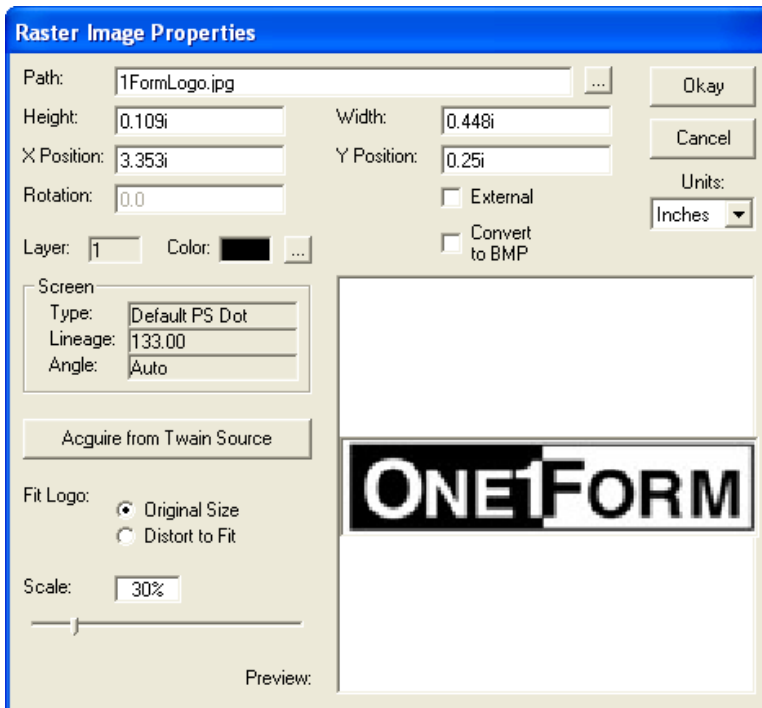 Raster Image Properties
Path: 1FormLogo.jpg ... Okay
Height: 0.109i Width: 0.448i
Cancel
X Position: 3.353i Y Position: 0.25i
Units:
Rotation: 0.0 External
Inches
Layer: 1 Color: ... Convert
to BMP
Screen
Type: Default PS Dot
Lineage: 133.00
Angle: Auto
Acguire from Twain Source
ONE1FORM
Fit Logo: Original Size
Distort to Fit
Scale: 30%
Preview: